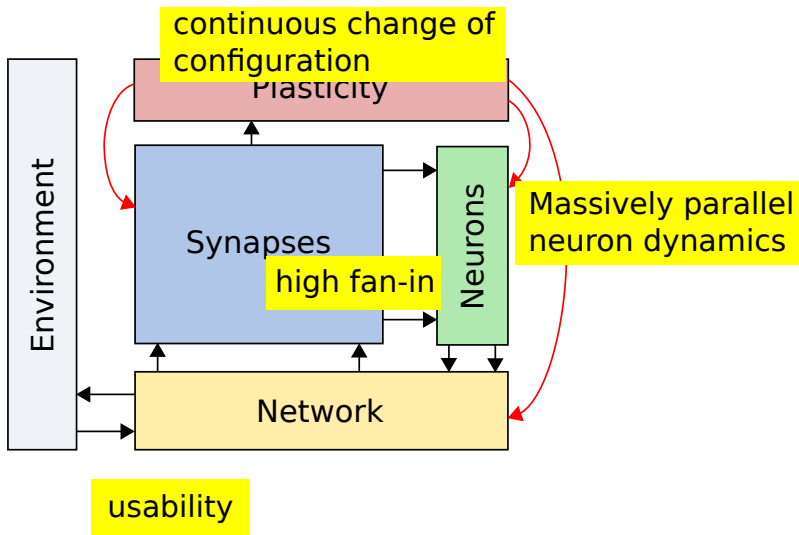 continuous change of
configuration
Plasticity
Environment
Synapses
Neurons
Massively parallel
neuron dynamics
high fan-in
Network
usability